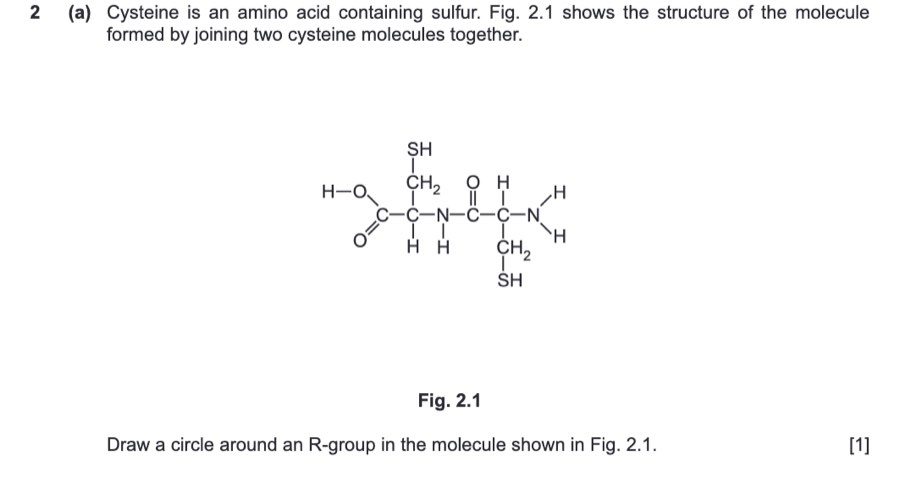 2 (a) Cysteine is an amino acid containing sulfur. Fig. 2.1 shows the structure of the molecule
formed by joining two cysteine molecules together.
SH
CH2 O H
H–O H
C–C–N–C–C–N
O H H CH2 H
SH
Fig. 2.1
Draw a circle around an R-group in the molecule shown in Fig. 2.1. [1]